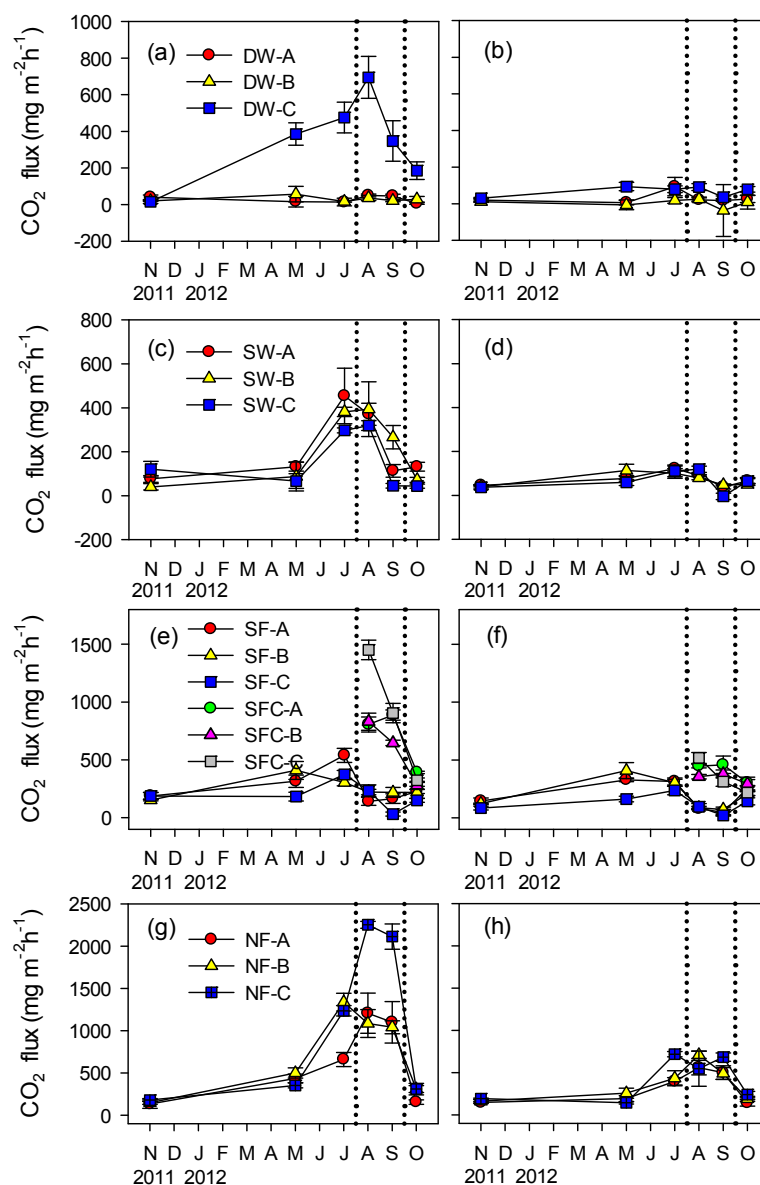 (a)
DW-A
DW-B
DW-C
CO2 flux (mg m-2h-1)
1000
800
600
400
200
0
-200
N D J F M A M J J A S O
2011 2012
(b)
N D J F M A M J J A S O
2011 2012
(c)
SW-A
SW-B
SW-C
CO2 flux (mg m-2h-1)
800
600
400
200
0
-200
N D J F M A M J J A S O
2011 2012
(d)
N D J F M A M J J A S O
2011 2012
(e)
SF-A
SF-B
SF-C
SFC-A
SFC-B
SFC-C
CO2 flux (mg m-2h-1)
1500
1000
500
0
N D J F M A M J J A S O
2011 2012
(f)
N D J F M A M J J A S O
2011 2012
(g)
NF-A
NF-B
NF-C
CO2 flux (mg m-2h-1)
2500
2000
1500
1000
500
0
N D J F M A M J J A S O
2011 2012
(h)
N D J F M A M J J A S O
2011 2012